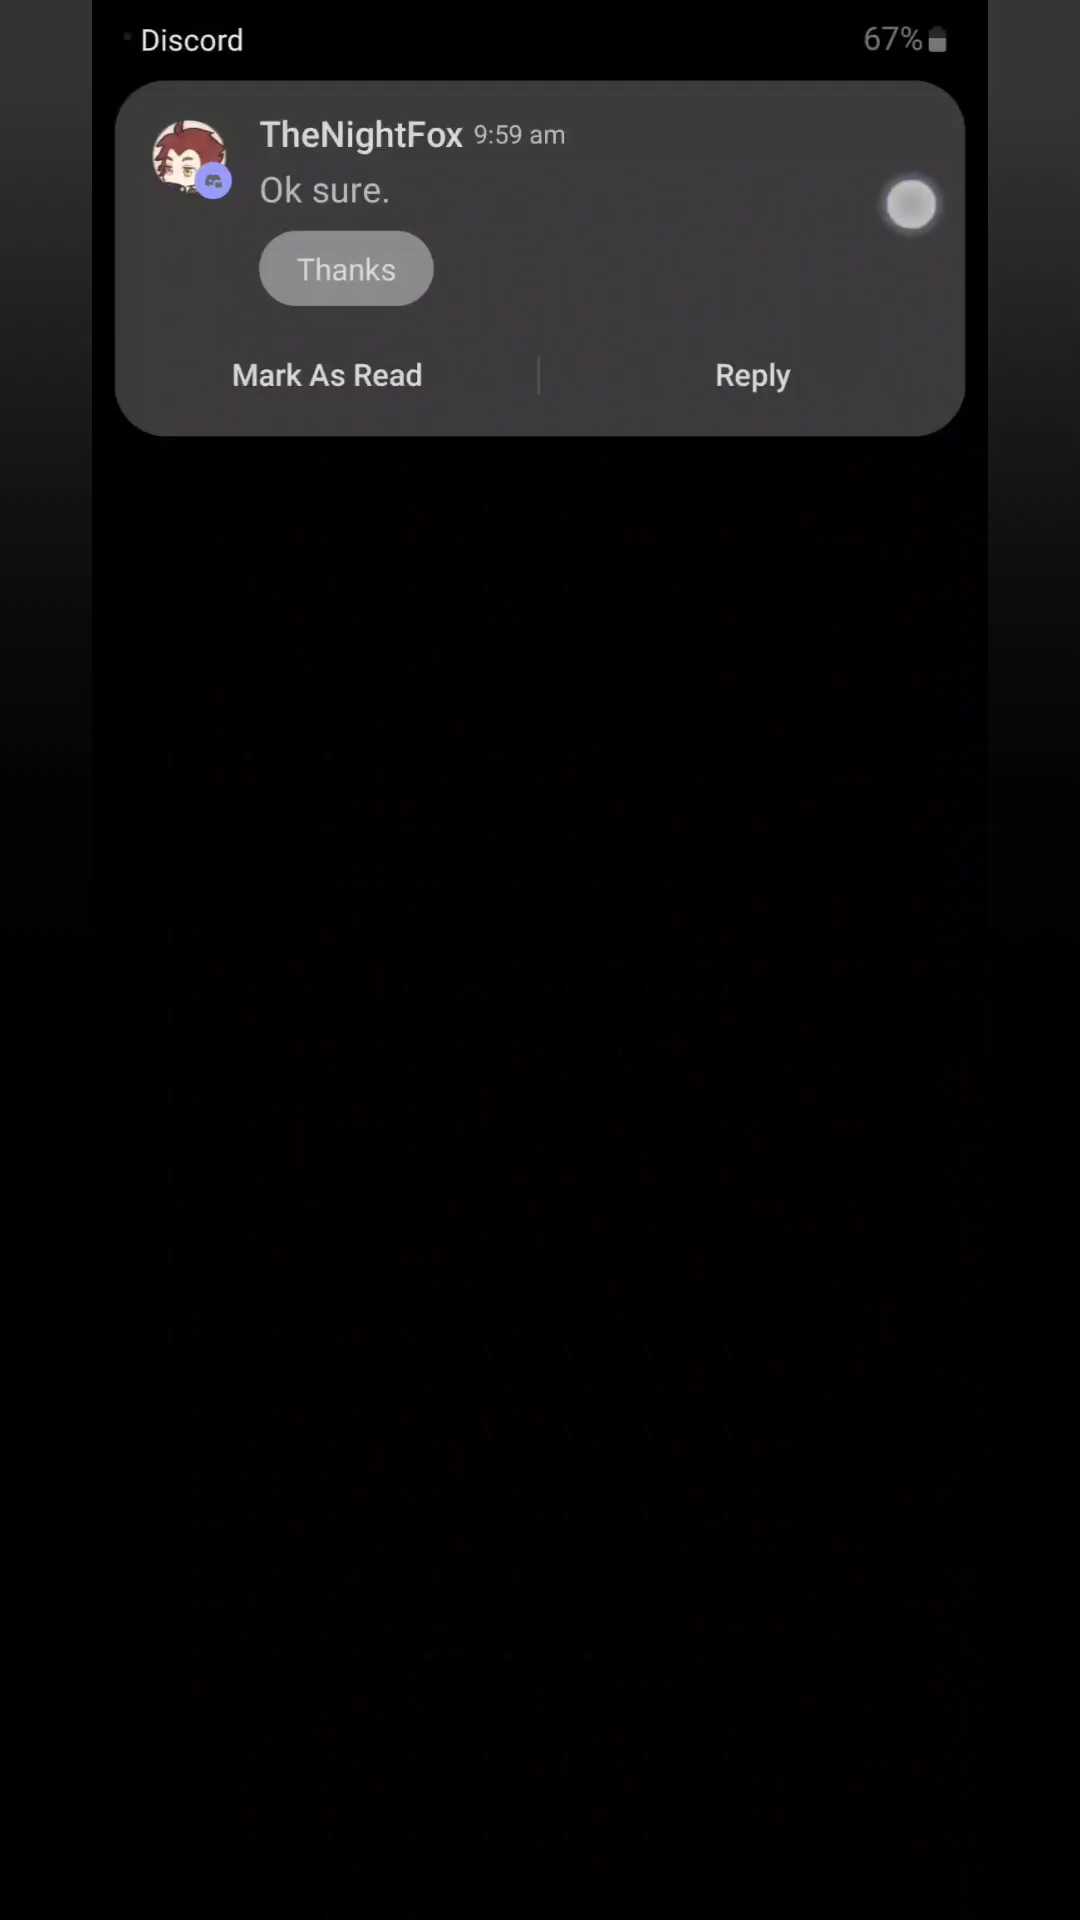 Discord
67%
TheNightFox 9:59 am
Ok sure.
Thanks
Mark As Read
Reply